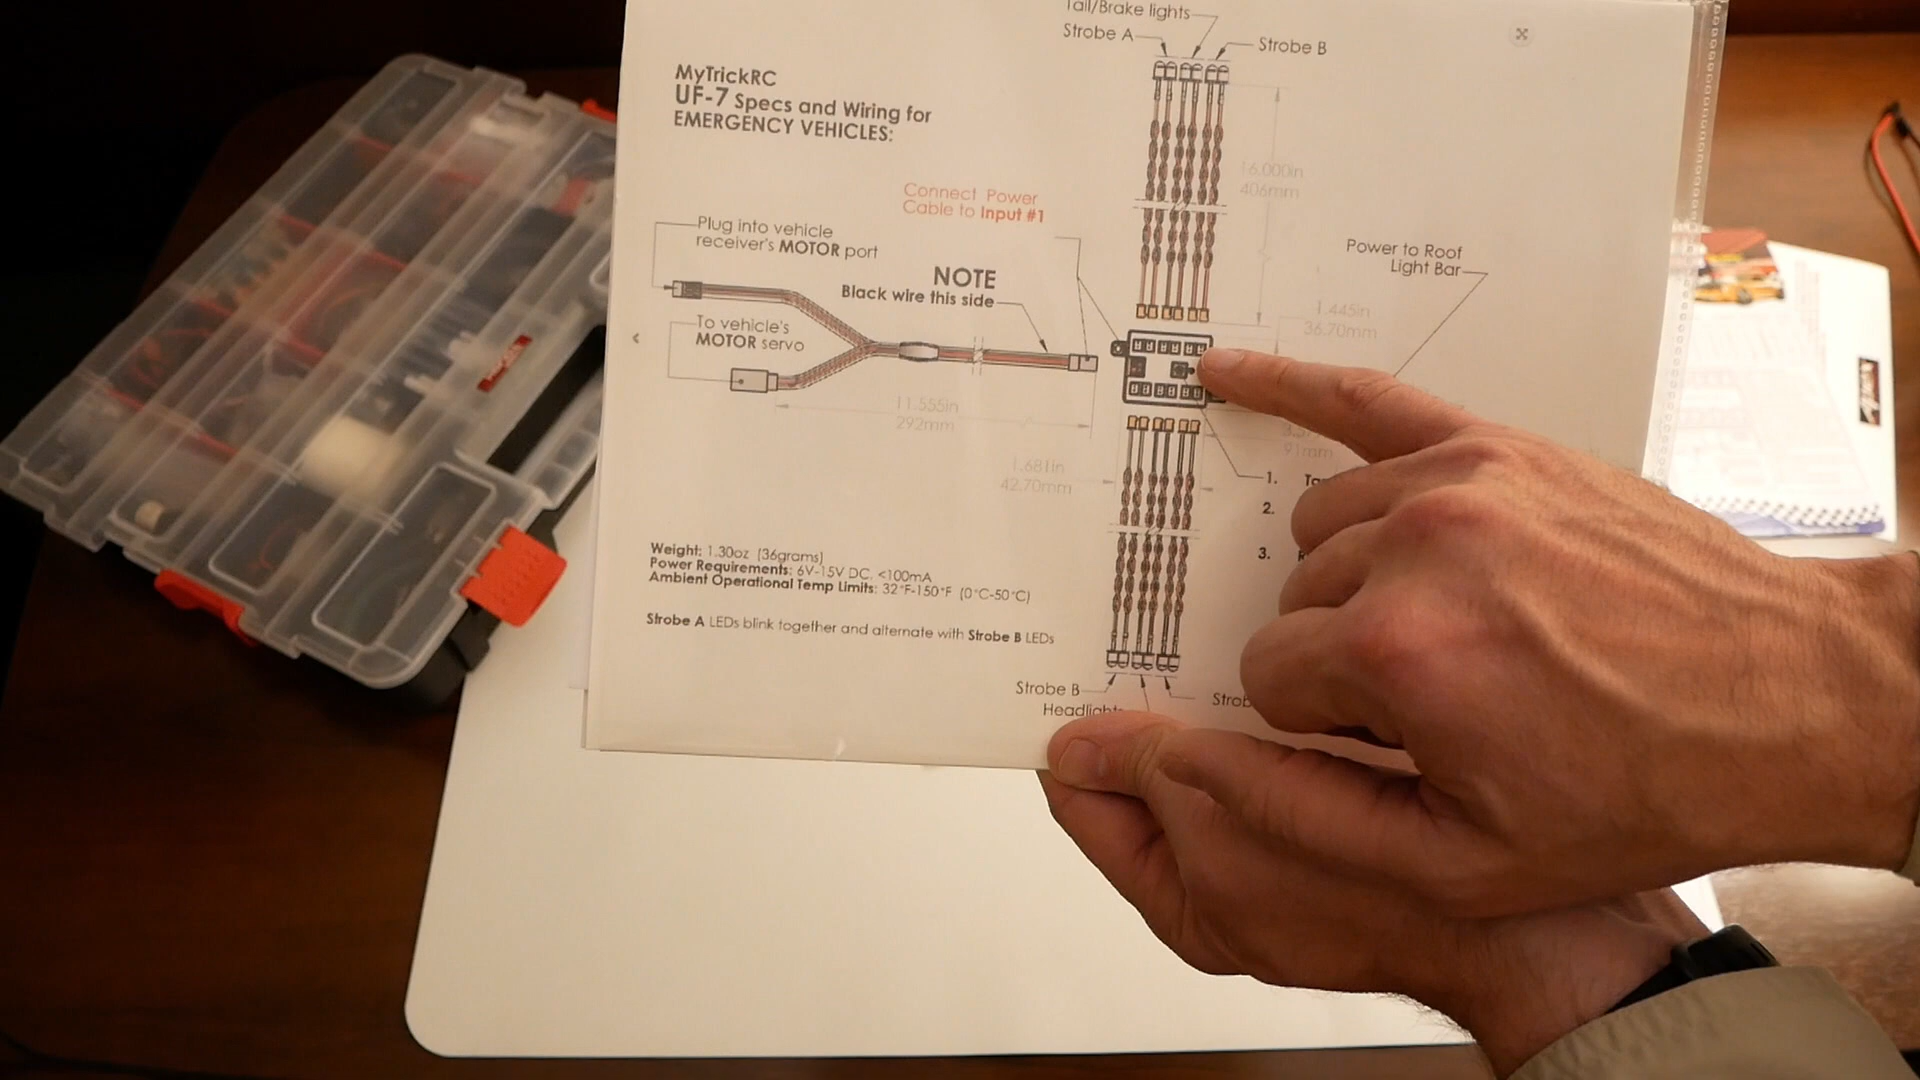 Tail/Brake lights
Strobe A
Strobe B
MyTrickRC
UF-7 Specs and Wiring for
EMERGENCY VEHICLES:
16.000in
406mm
Connect Power
Cable to Input #1
Plug into vehicle
receiver's MOTOR port
Power to Roof
Light Bar
NOTE
Black wire this side
1.445in
36.70mm
To vehicle's
MOTOR servo
11.555in
292mm
91mm
1.681in
42.70mm
1.
2.
3.
Weight: 1.30oz (36grams)
Power Requirements: 6V-15V DC, <100mA
Ambient Operational Temp Limits: 32°F-150°F (0°C-50°C)
Strobe A LEDs blink together and alternate with Strobe B LEDs
Strobe B
Headlights